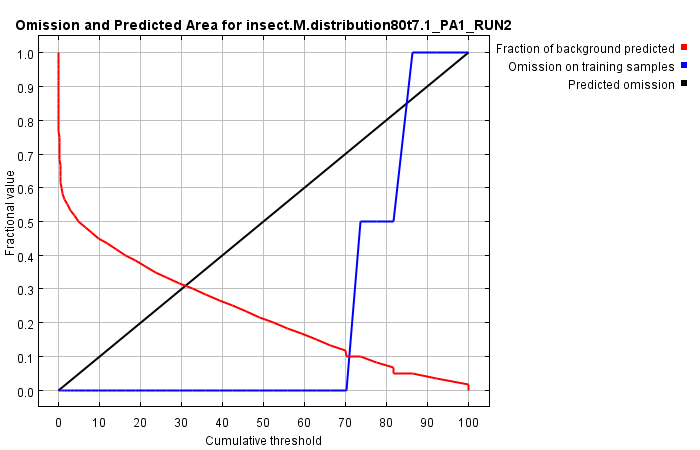 Omission and Predicted Area for insect.M.distribution80t7.1_PA1_RUN2
Fraction of background predicted
Omission on training samples
Predicted omission
1.0
0.9
0.8
0.7
0.6
0.5
0.4
0.3
0.2
0.1
0.0
Fractional value
0 10 20 30 40 50 60 70 80 90 100
Cumulative threshold